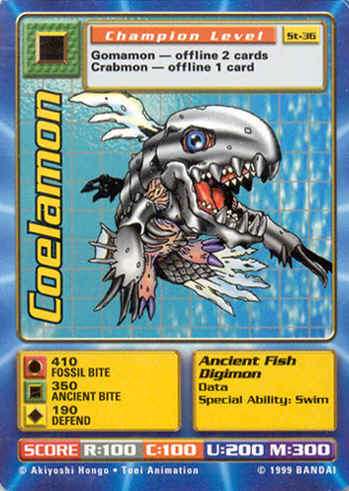 Champion Level
St-36
Gomamon — offline 2 cards
Crabmon — offline 1 card
Coelamon
410
FOSSIL BITE
350
ANCIENT BITE
190
DEFEND
Ancient Fish
Digimon
Data
Special Ability: Swim
SCORE R:100 C:100 U:200 M:300
© Akiyoshi Hongo • Toei Animation
© 1999 BANDAI